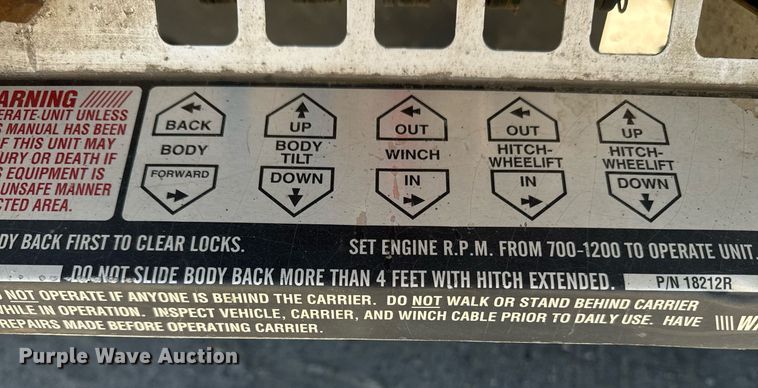 ARNING
ERATE UNIT UNLESS
S MANUAL HAS BEEN
OF THIS UNIT MAY
URY OR DEATH IF
S EQUIPMENT IS
UNSAFE MANNER
CTED AREA.
BACK
BODY
FORWARD
UP
BODY
TILT
DOWN
OUT
WINCH
IN
OUT
HITCH-
WHEELIFT
IN
UP
HITCH-
WHEELIFT
DOWN
DY BACK FIRST TO CLEAR LOCKS.
SET ENGINE R.P.M. FROM 700-1200 TO OPERATE UNIT.
DO NOT SLIDE BODY BACK MORE THAN 4 FEET WITH HITCH EXTENDED.
P/N 18212R
NOT OPERATE IF ANYONE IS BEHIND THE CARRIER. DO NOT WALK OR STAND BEHIND CARRIER
WHILE IN OPERATION. INSPECT VEHICLE, CARRIER, AND WINCH CABLE PRIOR TO DAILY USE. HAVE
REPAIRS MADE BEFORE OPERATING CARRIER.
Purple Wave Auction